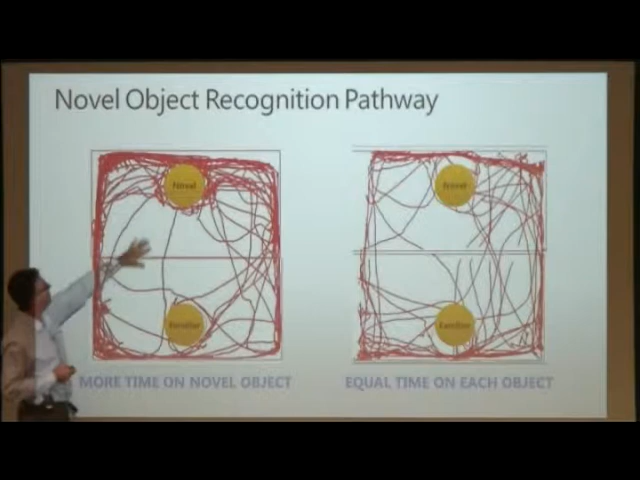 Novel Object Recognition Pathway
Novel
Novel
Familiar
Familiar
MORE TIME ON NOVEL OBJECT
EQUAL TIME ON EACH OBJECT